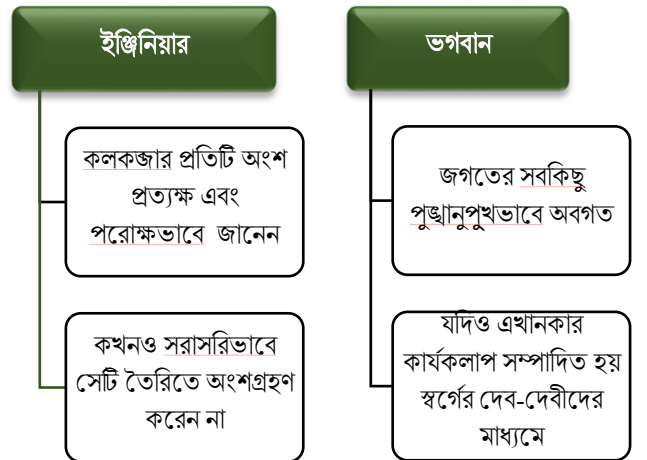 ইঞ্জিনিয়ার
কলকব্জার প্রতিটি অংশ
প্রত্যক্ষ এবং
পরোক্ষভাবে জানেন
কখনও সরাসরিভাবে
সেটি তৈরিতে অংশগ্রহণ
করেন না
ভগবান
জগতের সবকিছু
পুঙ্খানুপুখভাবে অবগত
যদিও এখানকার
কার্যকলাপ সম্পাদিত হয়
স্বর্গের দেব-দেবীদের
মাধ্যমে